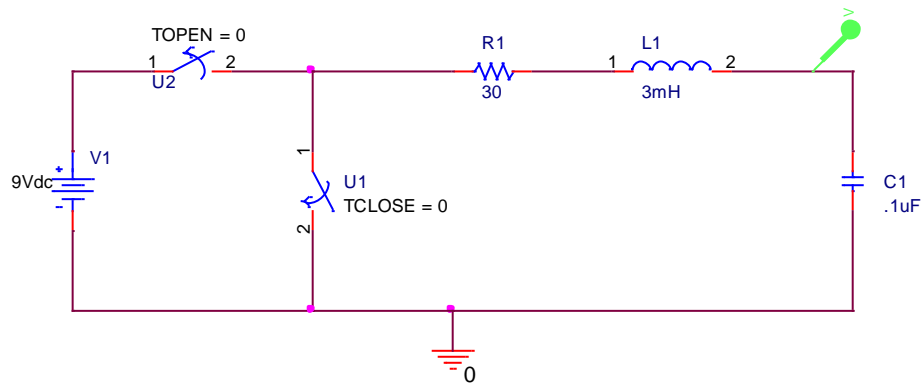 TOPEN = 0
1
2
U2
R1
30
L1
1
2
3mH
V
9Vdc
+
-
V1
1
2
U1
TCLOSE = 0
C1
.1uF
0